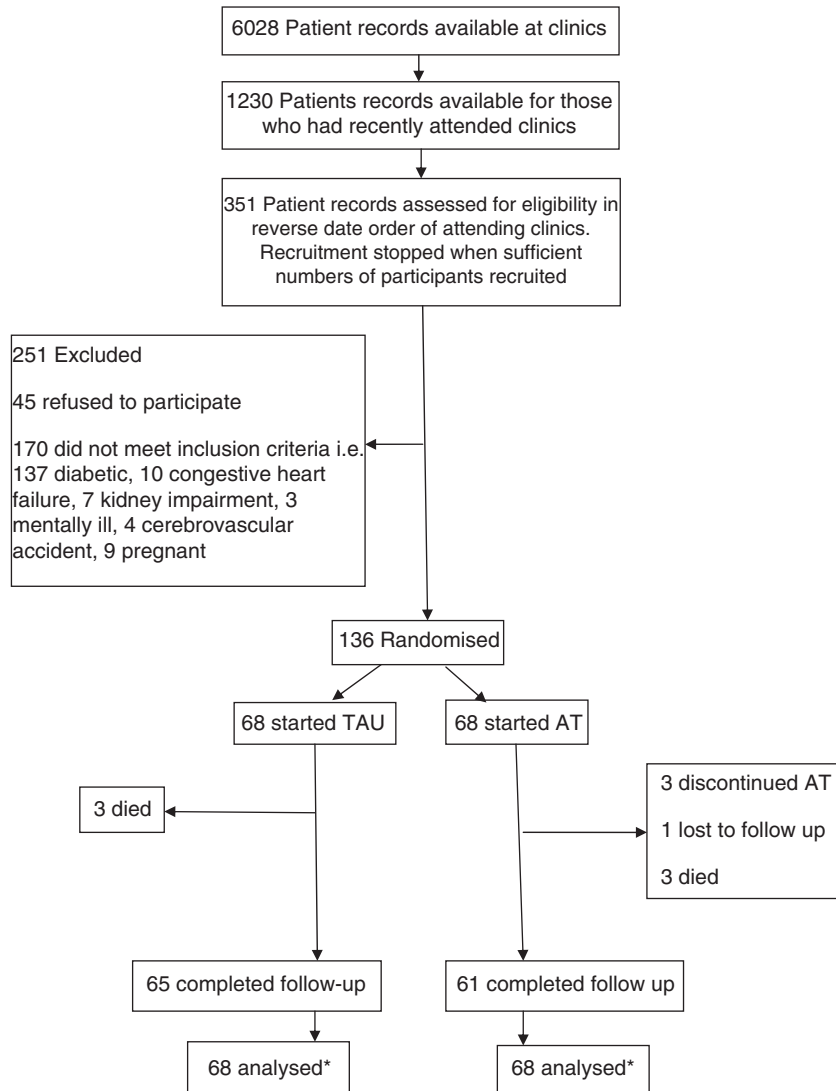 6028 Patient records available at clinics
1230 Patients records available for those
who had recently attended clinics
351 Patient records assessed for eligibility in
reverse date order of attending clinics.
Recruitment stopped when sufficient
numbers of participants recruited
251 Excluded
45 refused to participate
170 did not meet inclusion criteria i.e.
137 diabetic, 10 congestive heart
failure, 7 kidney impairment, 3
mentally ill, 4 cerebrovascular
accident, 9 pregnant
136 Randomised
68 started TAU
68 started AT
3 died
3 discontinued AT
1 lost to follow up
3 died
65 completed follow-up
61 completed follow up
68 analysed*
68 analysed*